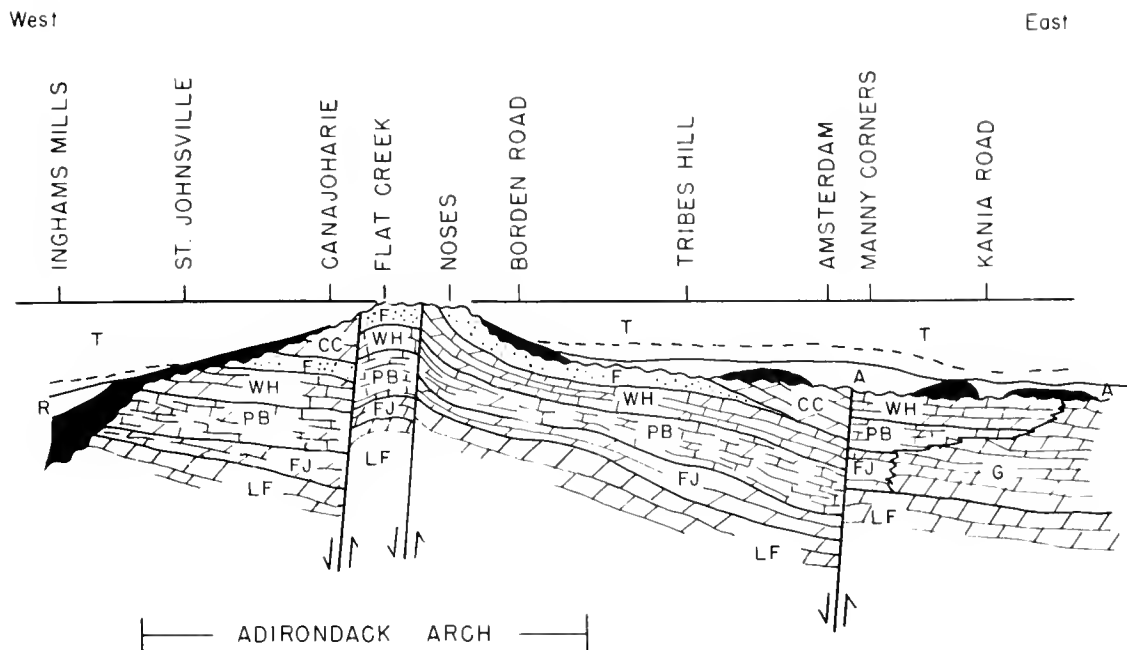 West
East
INGHAMS MILLS
ST. JOHNSVILLE
CANAJOHARIE
FLAT CREEK
NOSES
BORDEN ROAD
TRIBES HILL
AMSTERDAM
MANNY CORNERS
KANIA ROAD
T
T
T
F
CC
WH
F
F
A
A
R
WH
PB
WH
CC
WH
PB
PB
PB
FJ
FJ
FJ
FJ
G
LF
LF
LF
LF
ADIRONDACK ARCH